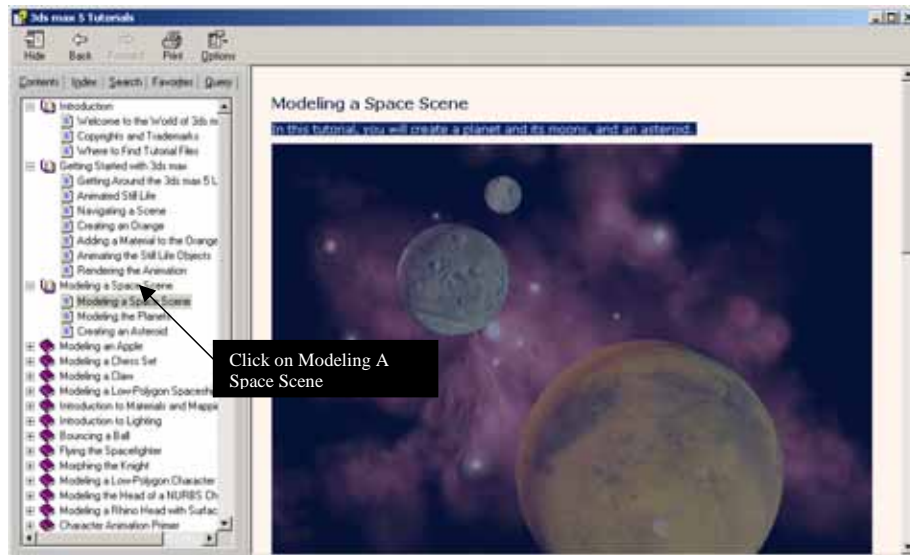 3ds max 5 Tutorials
Hide Back Forward Print Options
Contents Index Search Favorites Query
Introduction
Welcome to the World of 3ds m
Copyrights and Trademarks
Where to Find Tutorial Files
Getting Started with 3ds max
Getting Around the 3ds max 5 L
Animated Still Life
Navigating a Scene
Creating an Orange
Adding a Material to the Orange
Animating the Still Life Objects
Rendering the Animation
Modeling a Space Scene
Modeling a Space Scene
Modeling the Planets
Creating an Asteroid
Modeling an Apple
Modeling a Chess Set
Modeling a Claw
Modeling a Low-Polygon Spaceshi
Introduction to Materials and Mappi
Introduction to Lighting
Bouncing a Ball
Flying the Spacelighter
Morphing the Knight
Modeling a Low-Polygon Character
Modeling the Head of a NURBS Ch
Modeling a Rhino Head with Surfac
Character Animation Primer
Modeling a Space Scene
In this tutorial, you will create a planet and its moons, and an asteroid.
Click on Modeling A
Space Scene